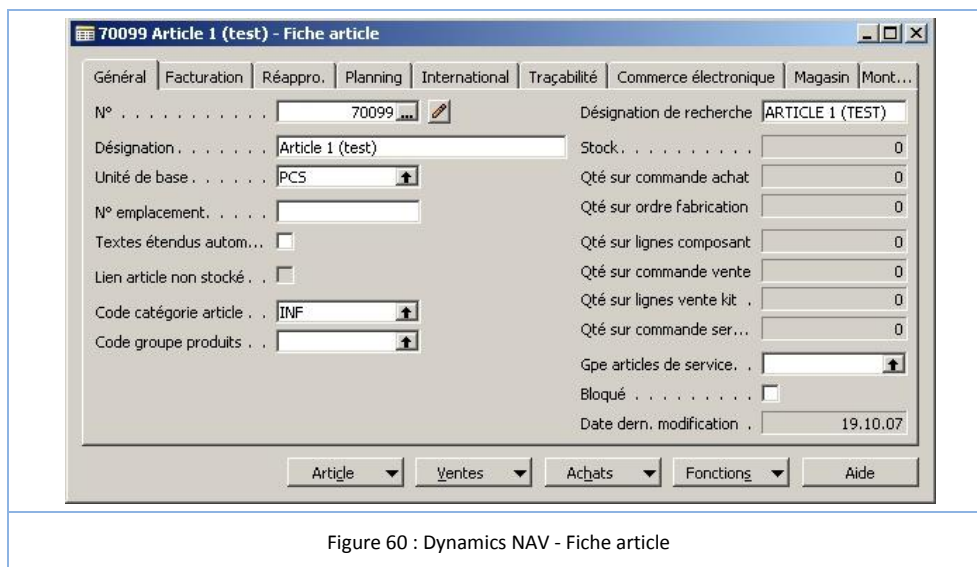 70099 Article 1 (test) - Fiche article
Général Facturation Réappro. Planning International Traçabilité Commerce électronique Magasin Mont...
N° . . . . . . . . . . . 70099 ...
Désignation de recherche ARTICLE 1 (TEST)
Désignation . . . . . . . Article 1 (test)
Stock. . . . . . . . . . 0
Unité de base . . . . . . PCS
Qté sur commande achat 0
N° emplacement. . . . .
Qté sur ordre fabrication 0
Textes étendus autom...
Qté sur lignes composant 0
Lien article non stocké . .
Qté sur commande vente 0
Code catégorie article . . INF
Qté sur lignes vente kit . 0
Code groupe produits . .
Qté sur commande ser... 0
Gpe articles de service. .
Bloqué . . . . . . . . .
Date dern. modification . 19.10.07
Article Ventes Achats Fonctions Aide
Figure 60 : Dynamics NAV - Fiche article